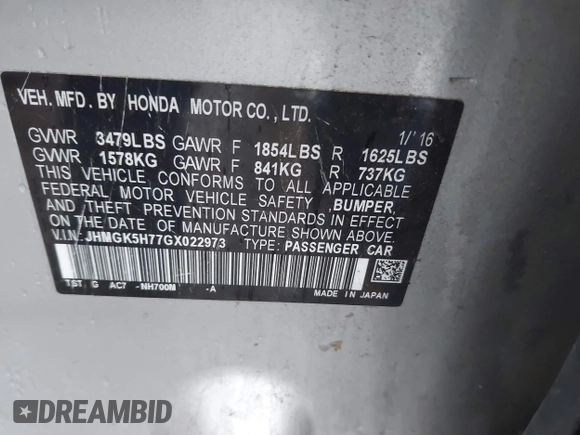 VEH. MFD. BY HONDA MOTOR CO., LTD.
1/'16
GVWR 3479LBS GAWR F 1854LBS R 1625LBS
GVWR 1578KG GAWR F 841KG R 737KG
THIS VEHICLE CONFORMS TO ALL APPLICABLE
FEDERAL MOTOR VEHICLE SAFETY BUMPER,
AND THEFT PREVENTION STANDARDS IN EFFECT
ON THE DATE OF MANUFACTURE SHOWN ABOVE.
V.I.N.: JHMGK5H77GX022973 TYPE: PASSENGER CAR
T5T G ACT -NH700M -A
MADE IN JAPAN
DREAMBID